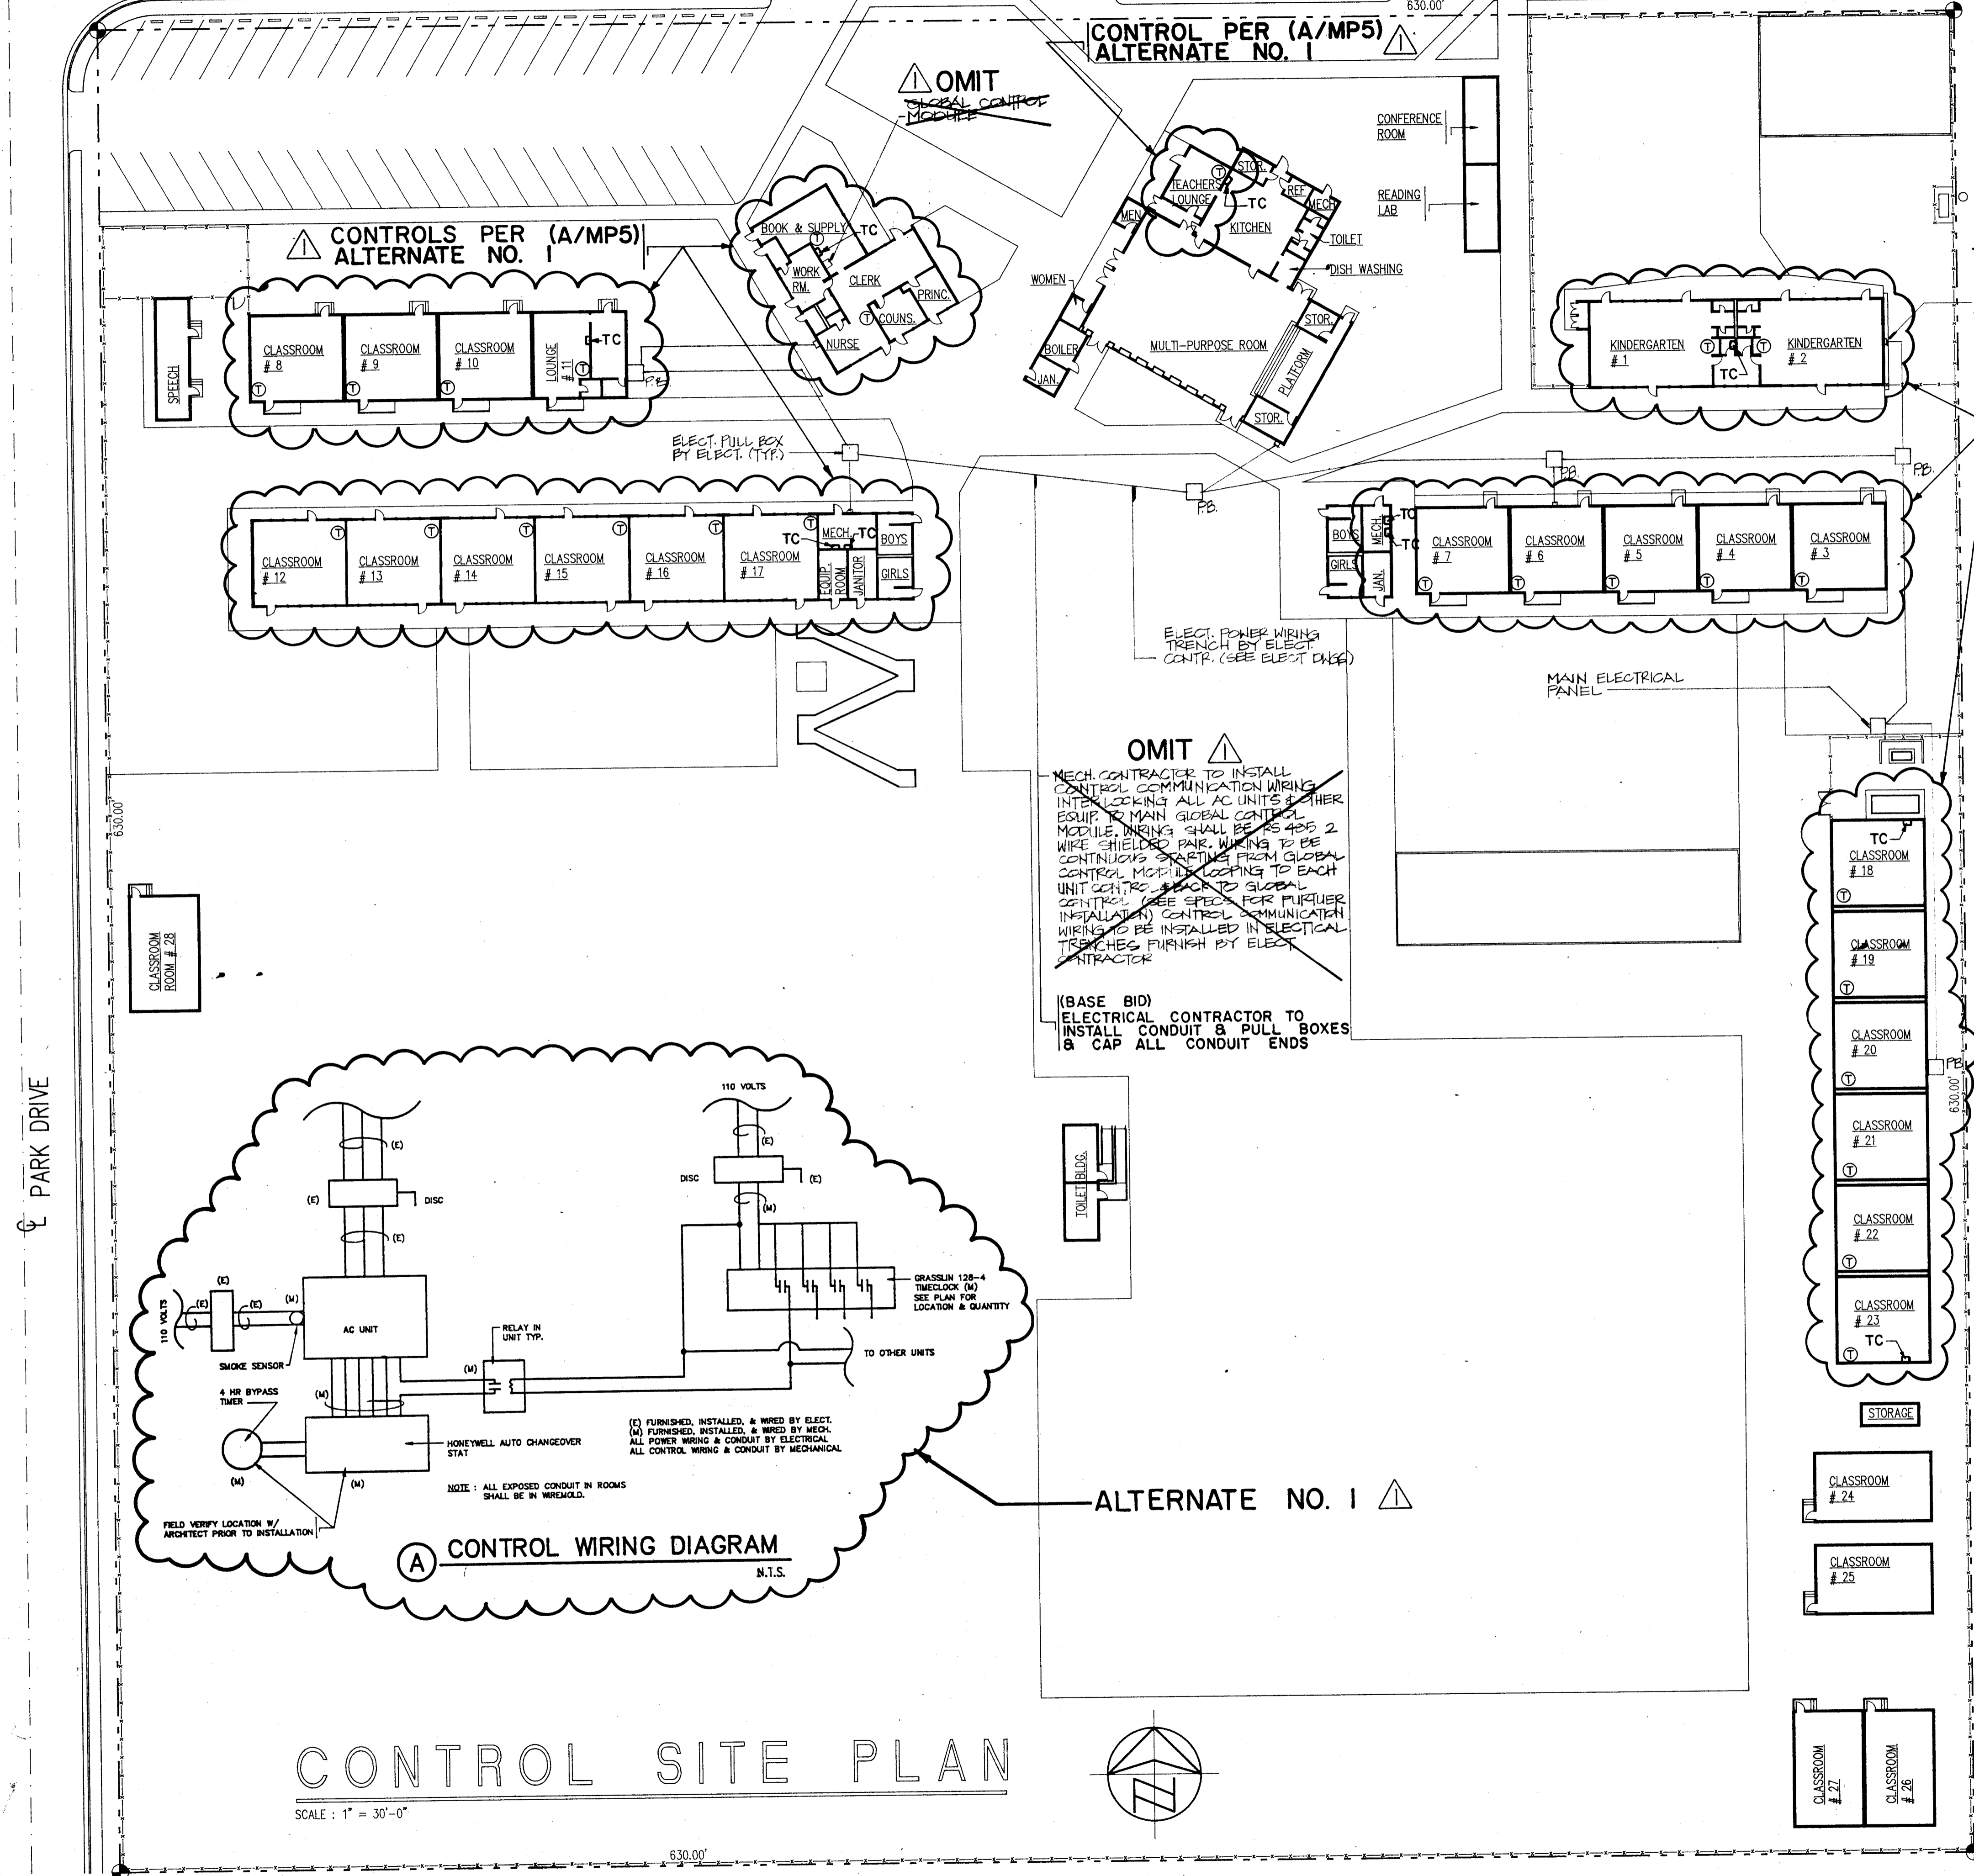 630.00'
CONTROL PER (A/MP5)
ALTERNATE NO. 1
1
1 OMIT
GLOBAL CONTROL
MODULE
CONFERENCE
ROOM
READING
LAB
TEACHERS
LOUNGE
T
STOR.
REF
MECH
TC
KITCHEN
TOILET
DISH WASHING
MEN
WOMEN
BOILER
JAN.
MULTI-PURPOSE ROOM
PLATFORM
STOR.
STOR.
1 CONTROLS PER (A/MP5)
ALTERNATE NO. 1
BOOK & SUPPLY
T
TC
WORK
RM.
CLERK
PRINC.
T
COUNS.
NURSE
SPEECH
CLASSROOM
# 8
T
CLASSROOM
# 9
T
CLASSROOM
# 10
LOUNGE
# 11
T
TC
P.B.
KINDERGARTEN
# 1
T
T
TC
KINDERGARTEN
# 2
ELECT. PULL BOX
BY ELECT. (TYP.)
P.B.
P.B.
P.B.
CLASSROOM
# 12
T
CLASSROOM
# 13
T
CLASSROOM
# 14
T
CLASSROOM
# 15
T
CLASSROOM
# 16
T
CLASSROOM
# 17
T
TC
MECH.
TC
EQUIP.
ROOM
JANITOR
BOYS
GIRLS
BOYS
GIRLS
MECH.
JAN.
TC
TC
CLASSROOM
# 7
T
CLASSROOM
# 6
T
CLASSROOM
# 5
T
CLASSROOM
# 4
T
CLASSROOM
# 3
T
ELECT. POWER WIRING
TRENCH BY ELECT.
CONTR. (SEE ELECT DWGS)
MAIN ELECTRICAL
PANEL
OMIT 1
MECH. CONTRACTOR TO INSTALL
CONTROL COMMUNICATION WIRING
INTERLOCKING ALL AC UNITS & OTHER
EQUIP. TO MAIN GLOBAL CONTROL
MODULE. WIRING SHALL BE RS 485 2
WIRE SHIELDED PAIR. WIRING TO BE
CONTINUOUS STARTING FROM GLOBAL
CONTROL MODULE LOOPING TO EACH
UNIT CONTROL & BACK TO GLOBAL
CONTROL (SEE SPECS. FOR FURTUER
INSTALLATION) CONTROL COMMUNICATION
WIRING TO BE INSTALLED IN ELECTICAL
TRENCHES FURNISH BY ELECT
CONTRACTOR
(BASE BID)
ELECTRICAL CONTRACTOR TO
INSTALL CONDUIT & PULL BOXES
& CAP ALL CONDUIT ENDS
630.00'
CLASSROOM
ROOM # 28
TC
CLASSROOM
# 18
T
CLASSROOM
# 19
T
CLASSROOM
# 20
T
P.B.
630.00'
CLASSROOM
# 21
T
CLASSROOM
# 22
T
CLASSROOM
# 23
TC
T
STORAGE
CLASSROOM
# 24
CLASSROOM
# 25
CLASSROOM
# 27
CLASSROOM
# 26
TOILET BLDG.
℄ PARK DRIVE
110 VOLTS
(E)
(E)
DISC
(E)
DISC
(E)
(M)
(E)
110 VOLTS
(E)
(E)
(E)
(M)
AC UNIT
SMOKE SENSOR
GRASSLIN 128-4
TIMECLOCK (M)
SEE PLAN FOR
LOCATION & QUANTITY
RELAY IN
UNIT TYP.
(M)
TO OTHER UNITS
4 HR BYPASS
TIMER
(M)
(M)
(M)
HONEYWELL AUTO CHANGEOVER
STAT
(E) FURNISHED, INSTALLED, & WIRED BY ELECT.
(M) FURNISHED, INSTALLED, & WIRED BY MECH.
ALL POWER WIRING & CONDUIT BY ELECTRICAL
ALL CONTROL WIRING & CONDUIT BY MECHANICAL
NOTE : ALL EXPOSED CONDUIT IN ROOMS
SHALL BE IN WIREMOLD.
FIELD VERIFY LOCATION W/
ARCHITECT PRIOR TO INSTALLATION
A CONTROL WIRING DIAGRAM
N.T.S.
ALTERNATE NO. 1 1
CONTROL SITE PLAN
SCALE : 1" = 30'-0"
N
630.00'